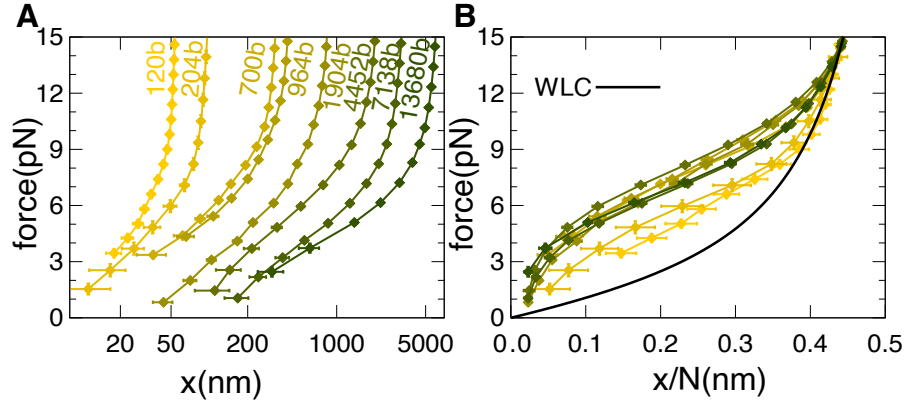 A
B
force(pN)
15
12
9
6
3
0
120b
204b
700b
964b
1904b
4452b
7138b
13680b
20
50
200
1000
5000
x(nm)
force(pN)
15
12
9
6
3
0
WLC
0.0
0.1
0.2
0.3
0.4
0.5
x/N(nm)